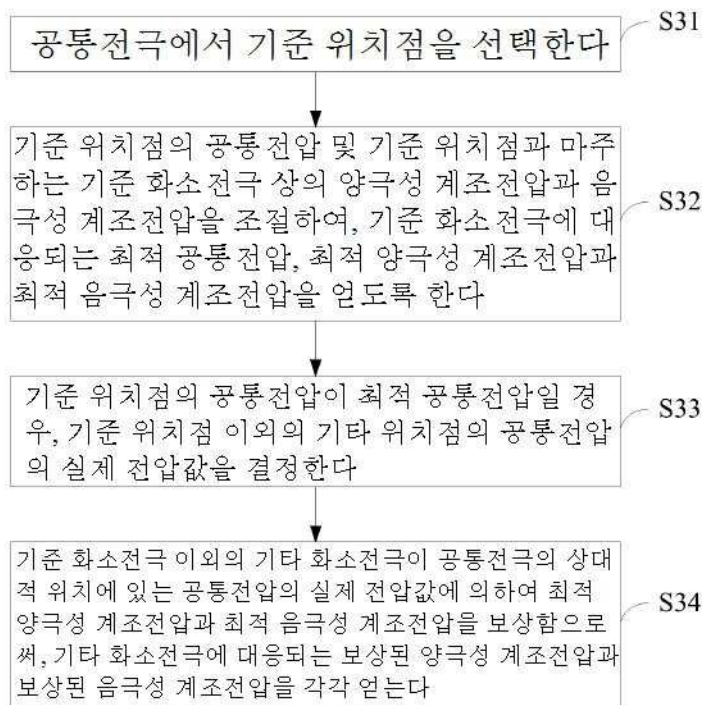 공통전극에서 기준 위치점을 선택한다
S31
기준 위치점의 공통전압 및 기준 위치점과 마주
하는 기준 화소전극 상의 양극성 계조전압과 음
극성 계조전압을 조절하여, 기준 화소전극에 대
응되는 최적 공통전압, 최적 양극성 계조전압과
최적 음극성 계조전압을 얻도록 한다
S32
기준 위치점의 공통전압이 최적 공통전압일 경
우, 기준 위치점 이외의 기타 위치점의 공통전압
의 실제 전압값을 결정한다
S33
기준 화소전극 이외의 기타 화소전극이 공통전극의 상대
적 위치에 있는 공통전압의 실제 전압값에 의하여 최적
양극성 계조전압과 최적 음극성 계조전압을 보상함으로
써, 기타 화소전극에 대응되는 보상된 양극성 계조전압과
보상된 음극성 계조전압을 각각 얻는다
S34